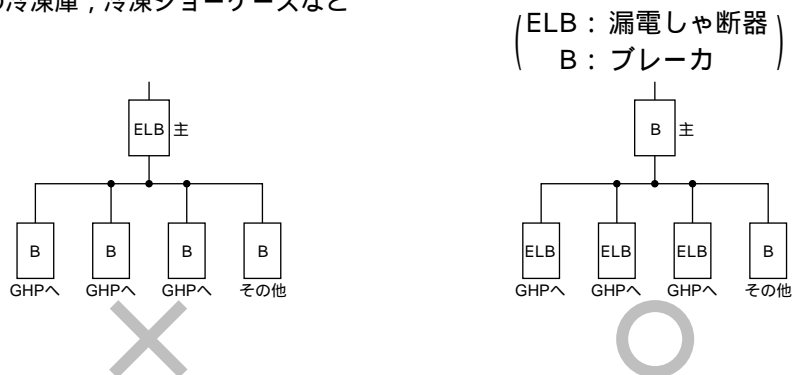 冷凍庫，冷凍ショーケースなど
ELB：漏電しゃ断器
B：ブレーカ
ELB 主
B B B B
GHPへ GHPへ GHPへ その他
B 主
ELB ELB ELB B
GHPへ GHPへ GHPへ その他